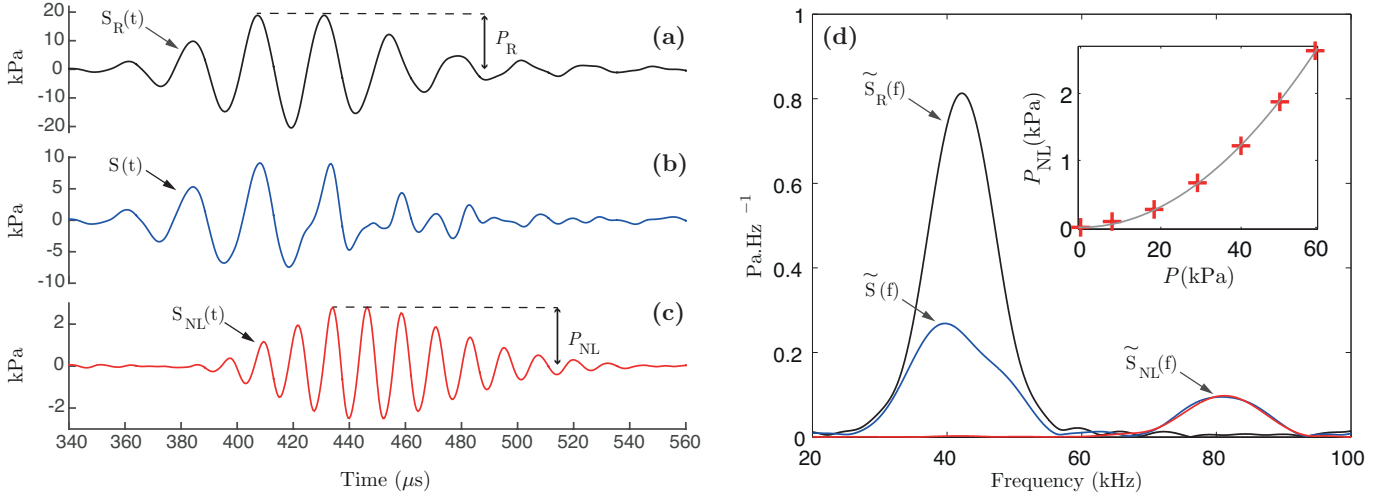 20
10
0
-10
-20
kPa
S_R(t)
P_R
(a)
10
5
0
-5
-10
kPa
S(t)
(b)
2
0
-2
kPa
S_NL(t)
P_NL
(c)
340 360 380 400 420 440 460 480 500 520 540 560
Time (μs)
(d)
1
0.8
0.6
0.4
0.2
0
Pa.Hz⁻¹
S̃_R(f)
S̃(f)
S̃_NL(f)
20 40 60 80 100
Frequency (kHz)
2
1
0
P_NL(kPa)
0 20 40 60
P(kPa)